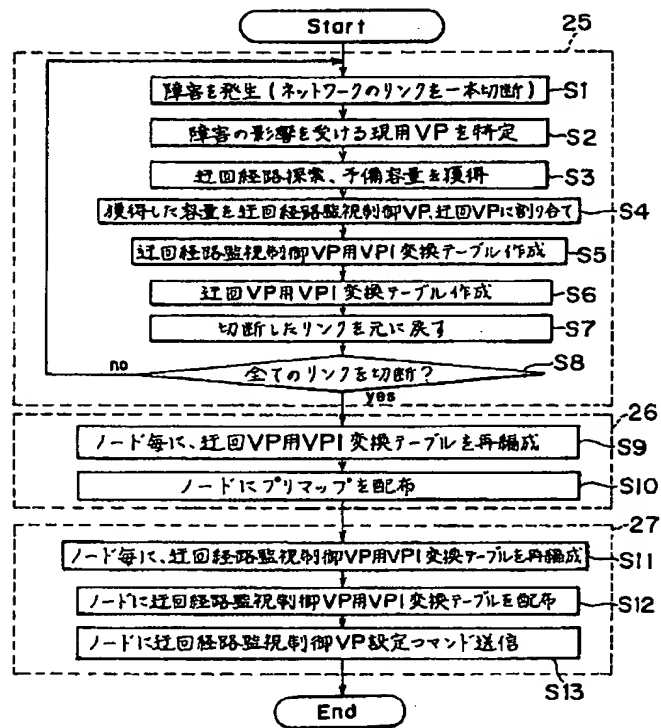 Start
25
障害を発生(ネットワークのリンクを一本切断) S1
障害の影響を受ける現用VPを特定 S2
迂回経路探索、予備容量を獲得 S3
獲得した容量を迂回経路監視制御VP、迂回VPに割り当て S4
迂回経路監視制御VP用VPI変換テーブル作成 S5
迂回VP用VPI変換テーブル作成 S6
切断したリンクを元に戻す S7
no 全てのリンクを切断? S8
yes
26
ノード毎に、迂回VP用VPI変換テーブルを再編成 S9
ノードにプリマップを配布 S10
27
ノード毎に、迂回経路監視制御VP用VPI変換テーブルを再編成 S11
ノードに迂回経路監視制御VP用VPI変換テーブルを配布 S12
ノードに迂回経路監視制御VP設定コマンド送信
S13
End